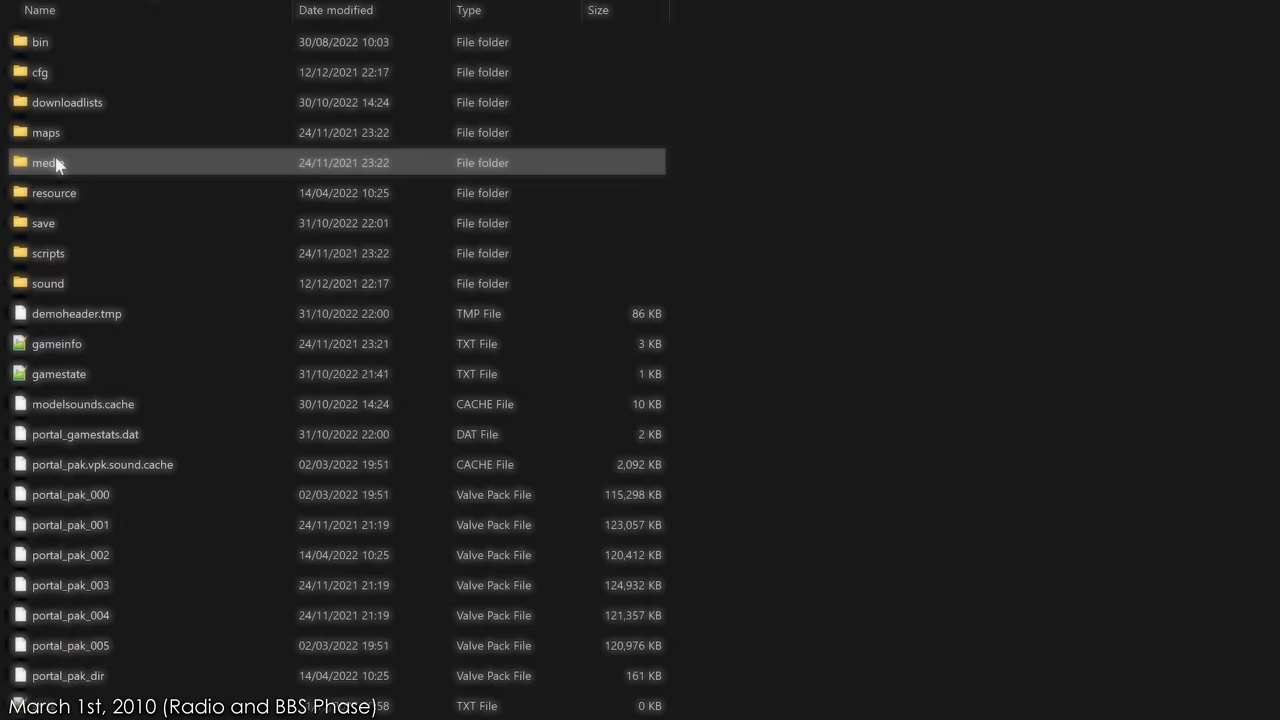 Name Date modified Type Size
bin 30/08/2022 10:03 File folder
cfg 12/12/2021 22:17 File folder
downloadlists 30/10/2022 14:24 File folder
maps 24/11/2021 23:22 File folder
24/11/2021 23:22 File folder
resource 14/04/2022 10:25 File folder
save 31/10/2022 22:01 File folder
scripts 24/11/2021 23:22 File folder
sound 12/12/2021 22:17 File folder
demoheader.tmp 31/10/2022 22:00 TMP File 86 KB
gameinfo 24/11/2021 23:21 TXT File 3 KB
gamestate 31/10/2022 21:41 TXT File 1 KB
modelsounds.cache 30/10/2022 14:24 CACHE File 10 KB
portal_gamestats.dat 31/10/2022 22:00 DAT File 2 KB
portal_pak.vpk.sound.cache 02/03/2022 19:51 CACHE File 2,092 KB
portal_pak_000 02/03/2022 19:51 Valve Pack File 115,298 KB
portal_pak_001 24/11/2021 21:19 Valve Pack File 123,057 KB
portal_pak_002 14/04/2022 10:25 Valve Pack File 120,412 KB
portal_pak_003 24/11/2021 21:19 Valve Pack File 124,932 KB
portal_pak_004 24/11/2021 21:19 Valve Pack File 121,357 KB
portal_pak_005 02/03/2022 19:51 Valve Pack File 120,976 KB
portal_pak_dir 14/04/2022 10:25 Valve Pack File 161 KB
March 1st, 2010 (Radio and BBS Phase) TXT File 0 KB